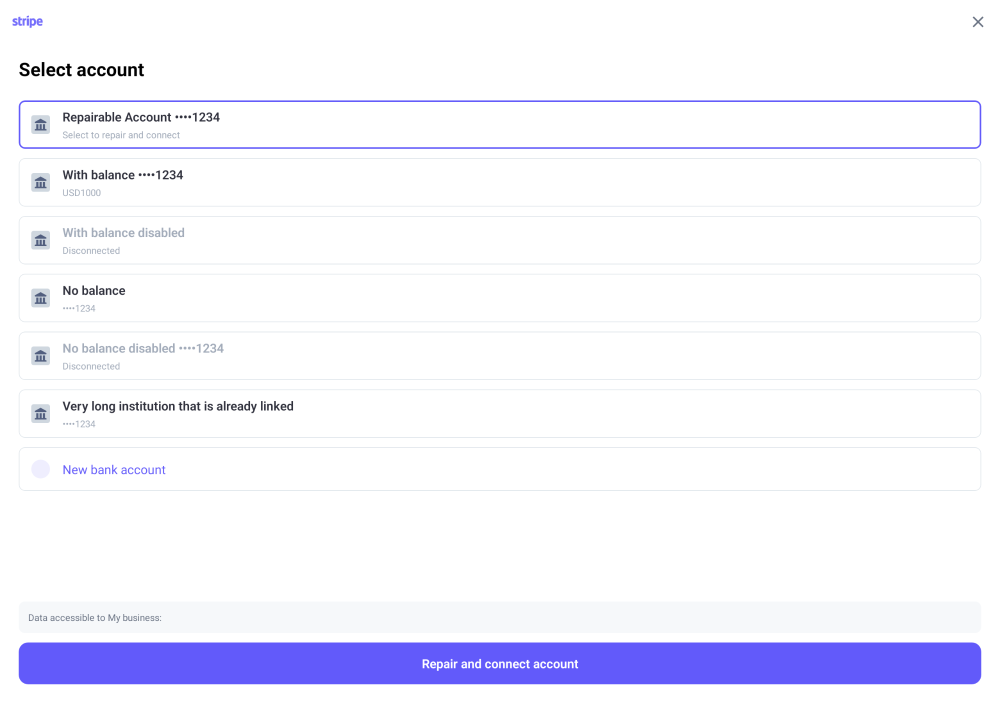 stripe
Select account
Repairable Account ••••1234
Select to repair and connect
With balance ••••1234
USD1000
With balance disabled
Disconnected
No balance
••••1234
No balance disabled ••••1234
Disconnected
Very long institution that is already linked
••••1234
New bank account
Data accessible to My business:
Repair and connect account